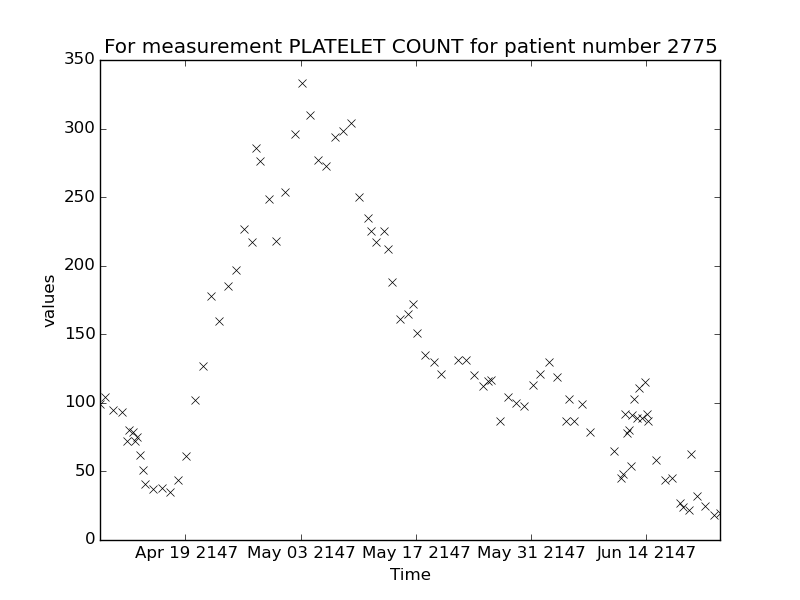 For measurement PLATELET COUNT for patient number 2775
350
300
250
200
150
100
50
0
values
Apr 19 2147 May 03 2147 May 17 2147 May 31 2147 Jun 14 2147
Time